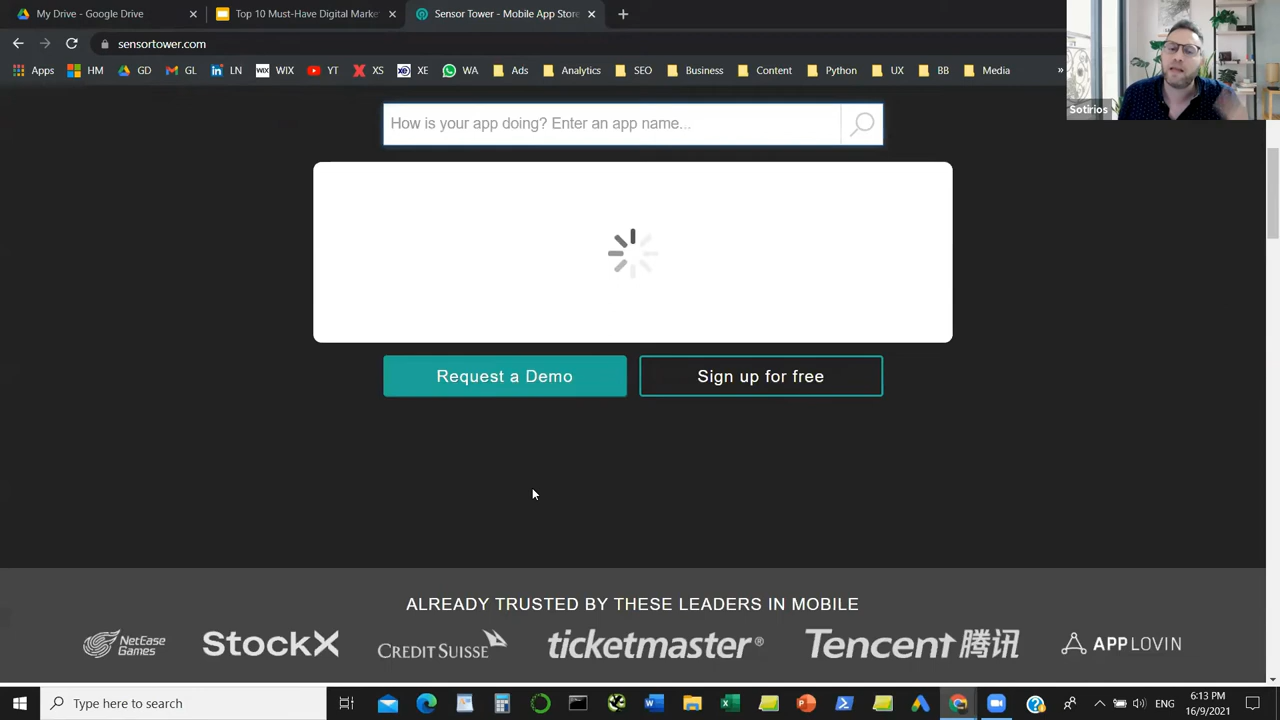 My Drive - Google Drive
Top 10 Must-Have Digital Marke
Sensor Tower - Mobile App Store
sensortower.com
Apps HM GD GL LN WIX YT XS XE WA Ads Analytics SEO Business Content Python UX BB Media »
Sotirios
How is your app doing? Enter an app name...
Request a Demo
Sign up for free
ALREADY TRUSTED BY THESE LEADERS IN MOBILE
NetEase Games
StockX
CREDIT SUISSE
ticketmaster®
Tencent 腾讯
APPLOVIN
Type here to search
ENG
6:13 PM
16/9/2021